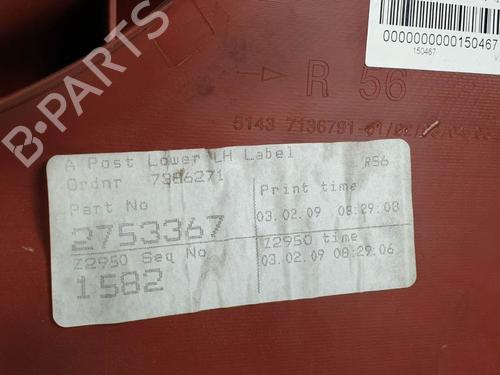 B-PARTS
0000000000150467
150467
R 56
5143 7136791-
A Post Lower LH Label
R56
Ordnr 7986271
Part No
2753367
Print time
03.02.09 08:29:08
Z2950 Seq No
1582
Z2950 time
03.02.09 08:29:06